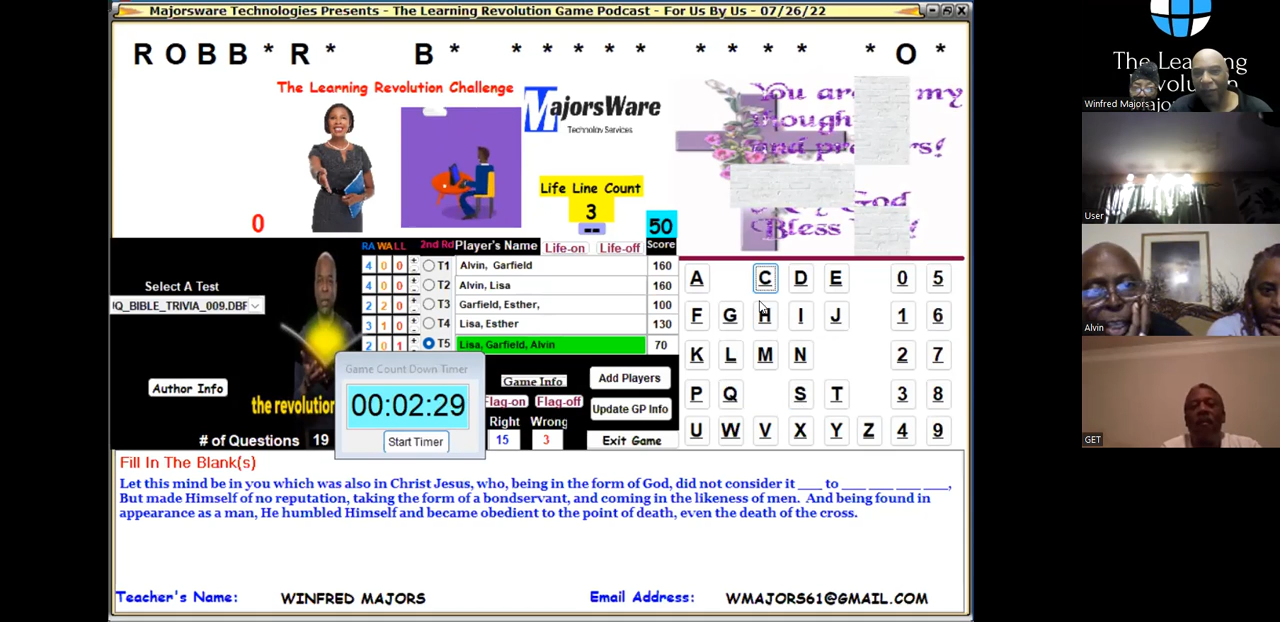 Majorsware Technologies Presents - The Learning Revolution Game Podcast - For Us By Us - 07/26/22
R O B B * R * B * * * * * * * * * * * O *
The Learning Revolution Challenge
MajorsWare
Technology Services
You are my
though
and pr
God
Bless
0
Life Line Count
3
--
50
RA WA LL + - 2nd Rd Player's Name Life-on Life-off Score
4 0 0 + - T1 Alvin, Garfield 160
4 0 0 + - T2 Alvin, Lisa 160
2 2 0 + - T3 Garfield, Esther, 100
3 1 0 + - T4 Lisa, Esther 130
2 0 1 + - T5 Lisa, Garfield, Alvin 70
Select A Test
IQ_BIBLE_TRIVIA_009.DBF
Author Info
the revolution
# of Questions 19
Game Count Down Timer
00:02:29
Start Timer
Game Info
Flag-on Flag-off
Right Wrong
15 3
Add Players
Update GP Info
Exit Game
A C D E 0 5
F G H I J 1 6
K L M N 2 7
P Q S T 3 8
U W V X Y Z 4 9
Fill In The Blank(s)
Let this mind be in you which was also in Christ Jesus, who, being in the form of God, did not consider it ___ to ___ ___ ___ ___,
But made Himself of no reputation, taking the form of a bondservant, and coming in the likeness of men. And being found in
appearance as a man, He humbled Himself and became obedient to the point of death, even the death of the cross.
Teacher's Name: WINFRED MAJORS Email Address: WMAJORS61@GMAIL.COM
The Learning
Winfred Majors
User
Alvin
GET